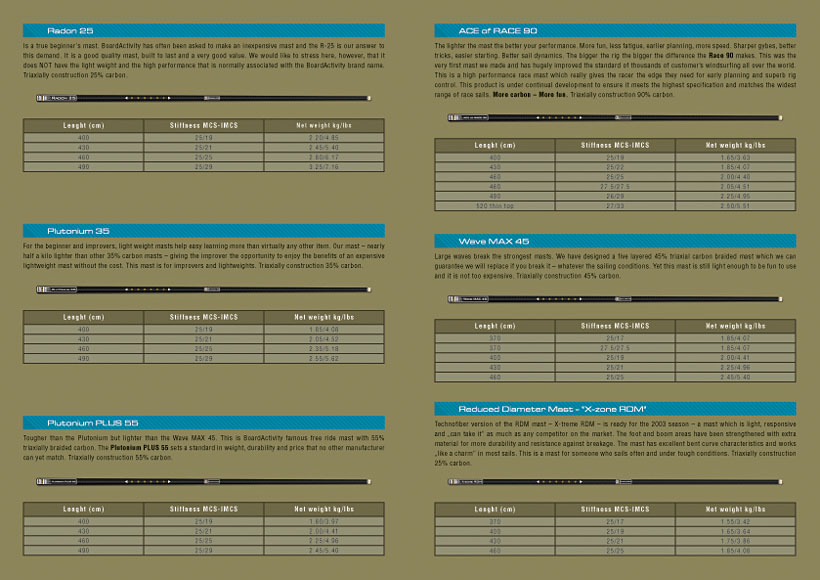 Radon 25
Is a true beginner's mast. BoardActivity has often been asked to make an inexpensive mast and the R-25 is our answer to
this demand. It is a good quality mast, built to last and a very good value. We would like to stress here, however, that it
does NOT have the light weight and the high performance that is normally associated with the BoardActivity brand name.
Triaxially construction 25% carbon.
RADON 25
Lenght (cm) Stiffness MCS-IMCS Net weight kg/lbs
400 25/19 2.20/4.85
430 25/21 2.45/5.40
460 25/25 2.80/6.17
490 25/29 3.25/7.16
Plutonium 35
For the beginner and improvers, light weight masts help easy learning more than virtually any other item. Our mast – nearly
half a kilo lighter than other 35% carbon masts – giving the improver the opportunity to enjoy the benefits of an expensive
lightweight mast without the cost. This mast is for improvers and lightweights. Triaxially construction 35% carbon.
Lenght (cm) Stiffness MCS-IMCS Net weight kg/lbs
400 25/19 1.85/4.08
430 25/21 2.05/4.52
460 25/25 2.35/5.18
490 25/29 2.55/5.62
Plutonium PLUS 55
Tougher than the Plutonium but lighter than the Wave MAX 45. This is BoardActivity famous free ride mast with 55%
triaxially braided carbon. The Plutonium PLUS 55 sets a standard in weight, durability and price that no other manufacturer
can yet match. Triaxially construction 55% carbon.
Lenght (cm) Stiffness MCS-IMCS Net weight kg/lbs
400 25/19 1.80/3.97
430 25/21 2.00/4.41
460 25/25 2.25/4.96
490 25/29 2.45/5.40
ACE of RACE 90
The lighter the mast the better your performance. More fun, less fatigue, earlier planning, more speed. Sharper gybes, better
tricks, easier starting. Better sail dynamics. The bigger the rig the bigger the difference the Race 90 makes. This was the
very first mast we made and has hugely improved the standard of thousands of customer's windsurfing all over the world.
This is a high performance race mast which really gives the racer the edge they need for early planning and superb rig
control. This product is under continual development to ensure it meets the highest specification and matches the widest
range of race sails. More carbon – More fun. Triaxially construction 90% carbon.
Lenght (cm) Stiffness MCS-IMCS Net weight kg/lbs
400 25/19 1.65/3.63
430 25/22 1.85/4.07
460 25/25 2.00/4.40
460 27.5/27.5 2.05/4.51
490 26/29 2.25/4.95
520 thin top 27/33 2.50/5.51
Wave MAX 45
Large waves break the strongest masts. We have designed a five layered 45% triaxial carbon braided mast which we can
guarantee we will replace if you break it – whatever the sailing conditions. Yet this mast is still light enough to be fun to use
and it is not too expensive. Triaxially construction 45% carbon.
Lenght (cm) Stiffness MCS-IMCS Net weight kg/lbs
370 25/17 1.85/4.07
370 27.5/27.5 1.85/4.07
400 25/19 2.00/4.41
430 25/21 2.25/4.96
460 25/25 2.45/5.40
Reduced Diameter Mast - "X-zone RDM"
Technofiber version of the RDM mast – X-treme RDM – is ready for the 2003 season – a mast which is light, responsive
and „can take it" as much as any competitor on the market. The foot and boom areas have been strengthened with extra
material for more durability and resistance against breakage. The mast has excellent bent curve characteristics and works
„like a charm" in most sails. This is a mast for someone who sails often and under tough conditions. Triaxially construction
25% carbon.
Lenght (cm) Stiffness MCS-IMCS Net weight kg/lbs
370 25/17 1.55/3.42
400 25/19 1.65/3.64
430 25/21 1.75/3.86
460 25/25 1.85/4.08